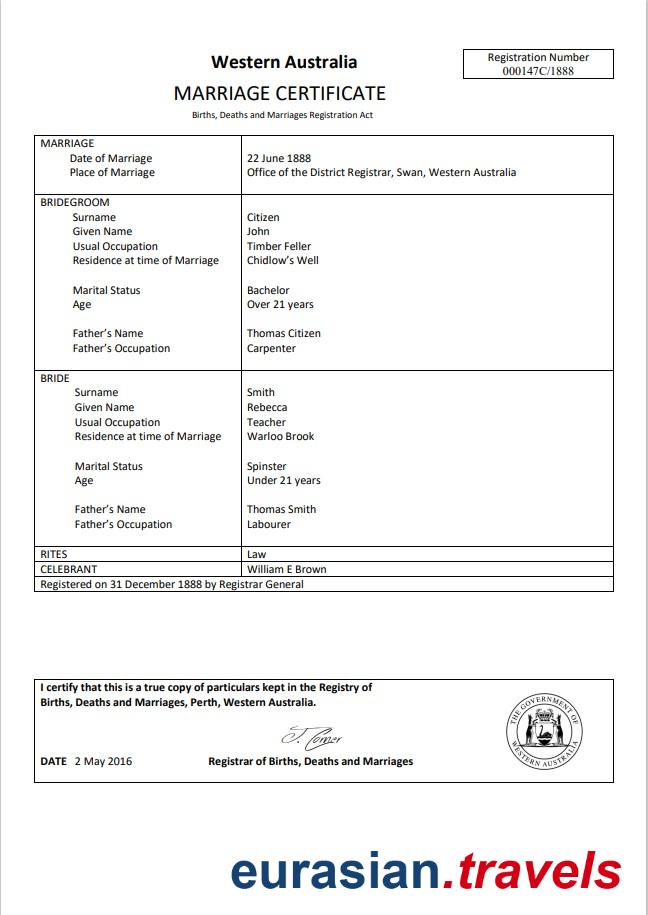 Western Australia
Registration Number
000147C/1888
MARRIAGE CERTIFICATE
Births, Deaths and Marriages Registration Act
MARRIAGE
Date of Marriage 22 June 1888
Place of Marriage Office of the District Registrar, Swan, Western Australia
BRIDEGROOM
Surname Citizen
Given Name John
Usual Occupation Timber Feller
Residence at time of Marriage Chidlow's Well
Marital Status Bachelor
Age Over 21 years
Father's Name Thomas Citizen
Father's Occupation Carpenter
BRIDE
Surname Smith
Given Name Rebecca
Usual Occupation Teacher
Residence at time of Marriage Warloo Brook
Marital Status Spinster
Age Under 21 years
Father's Name Thomas Smith
Father's Occupation Labourer
RITES Law
CELEBRANT William E Brown
Registered on 31 December 1888 by Registrar General
I certify that this is a true copy of particulars kept in the Registry of
Births, Deaths and Marriages, Perth, Western Australia.
THE GOVERNMENT OF
WESTERN AUSTRALIA
DATE 2 May 2016 Registrar of Births, Deaths and Marriages
eurasian.travels